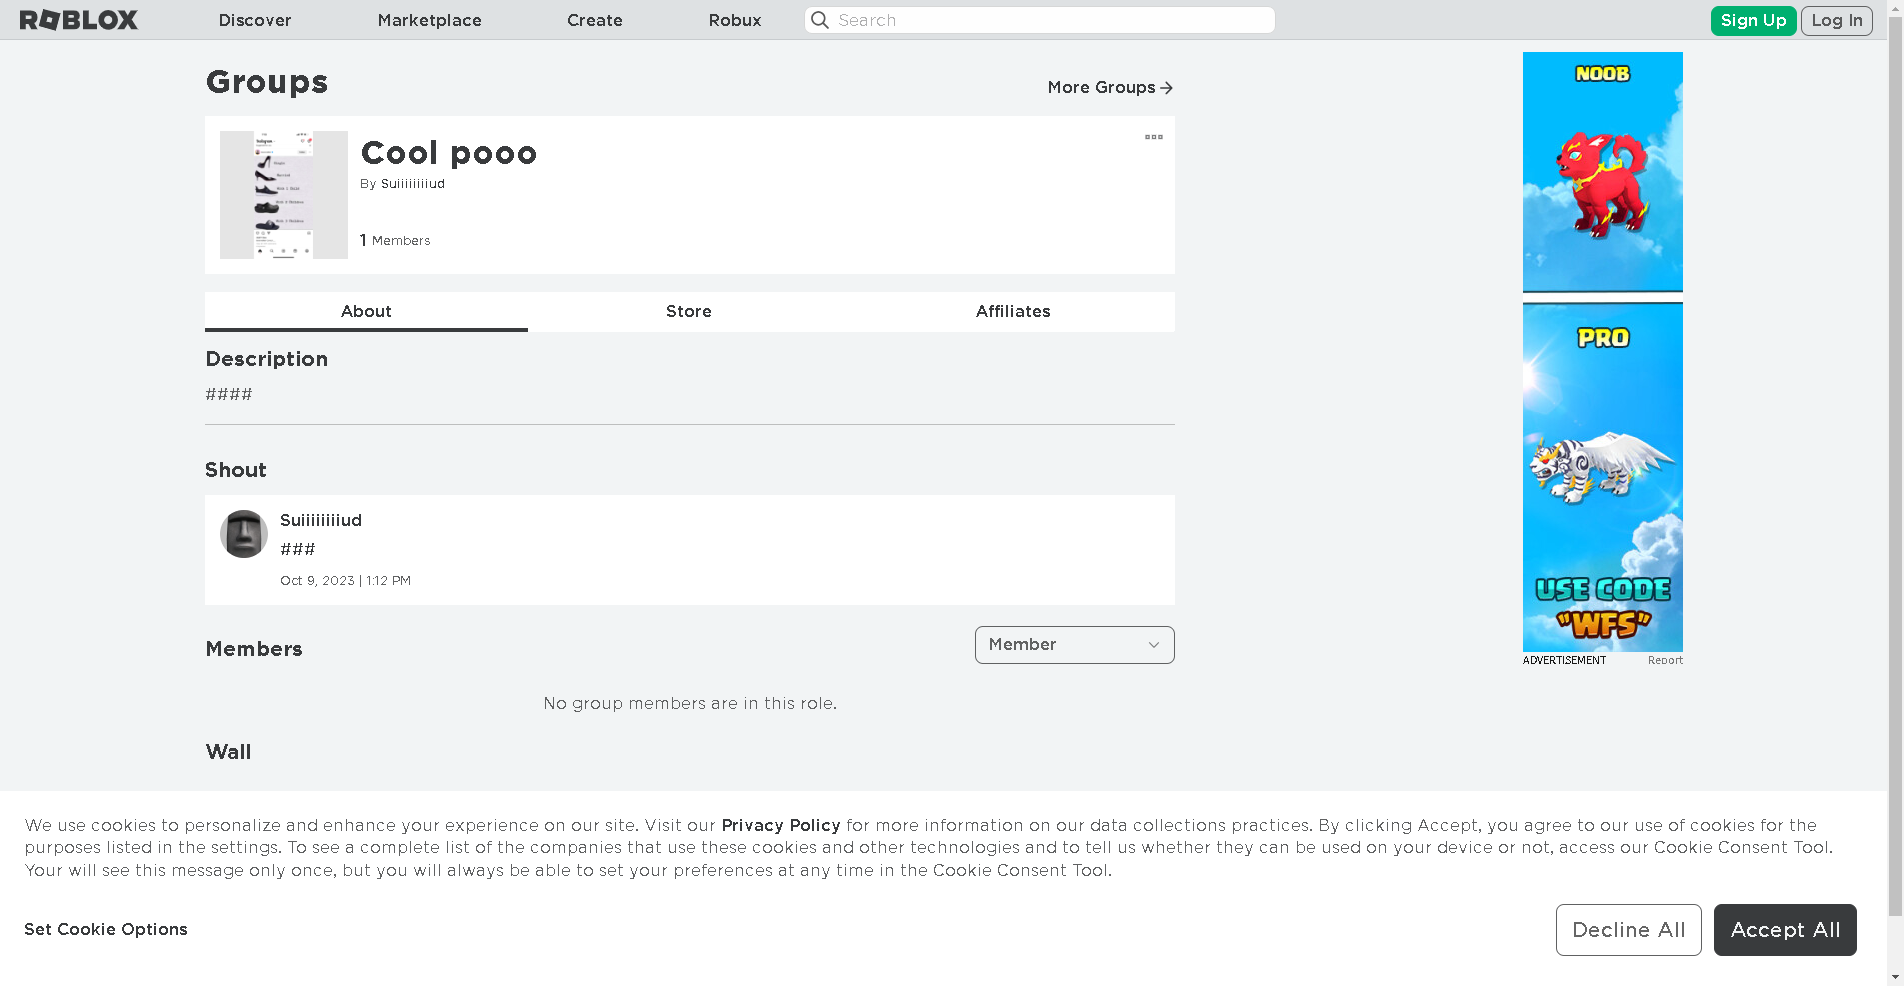 ROBLOX
Discover
Marketplace
Create
Robux
Search
Sign Up
Log In
Groups
More Groups
Cool pooo
By Suiiiiiiiiud
1 Members
About
Store
Affiliates
Description
####
Shout
Suiiiiiiiiud
###
Oct 9, 2023 | 1:12 PM
Members
Member
No group members are in this role.
Wall
NOOB
PRO
USE CODE
"WFS"
ADVERTISEMENT
Report
We use cookies to personalize and enhance your experience on our site. Visit our Privacy Policy for more information on our data collections practices. By clicking Accept, you agree to our use of cookies for the
purposes listed in the settings. To see a complete list of the companies that use these cookies and other technologies and to tell us whether they can be used on your device or not, access our Cookie Consent Tool.
Your will see this message only once, but you will always be able to set your preferences at any time in the Cookie Consent Tool.
Set Cookie Options
Decline All
Accept All